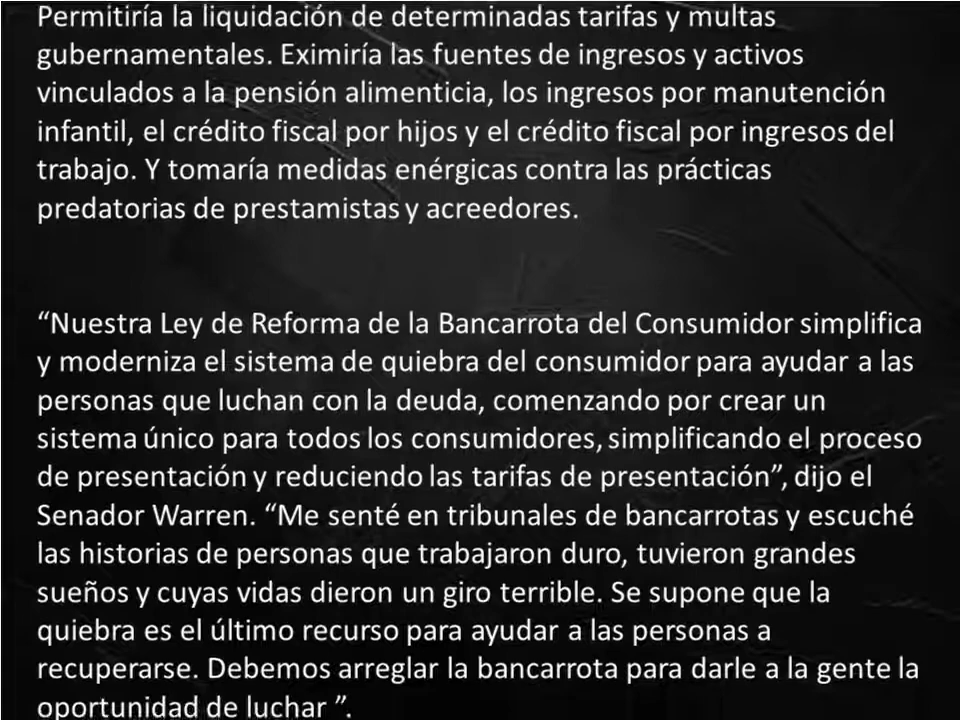 Permitiría la liquidación de determinadas tarifas y multas
gubernamentales. Eximiría las fuentes de ingresos y activos
vinculados a la pensión alimenticia, los ingresos por manutención
infantil, el crédito fiscal por hijos y el crédito fiscal por ingresos del
trabajo. Y tomaría medidas enérgicas contra las prácticas
predatorias de prestamistas y acreedores.
“Nuestra Ley de Reforma de la Bancarrota del Consumidor simplifica
y moderniza el sistema de quiebra del consumidor para ayudar a las
personas que luchan con la deuda, comenzando por crear un
sistema único para todos los consumidores, simplificando el proceso
de presentación y reduciendo las tarifas de presentación”, dijo el
Senador Warren. “Me senté en tribunales de bancarrotas y escuché
las historias de personas que trabajaron duro, tuvieron grandes
sueños y cuyas vidas dieron un giro terrible. Se supone que la
quiebra es el último recurso para ayudar a las personas a
recuperarse. Debemos arreglar la bancarrota para darle a la gente la
oportunidad de luchar ”.